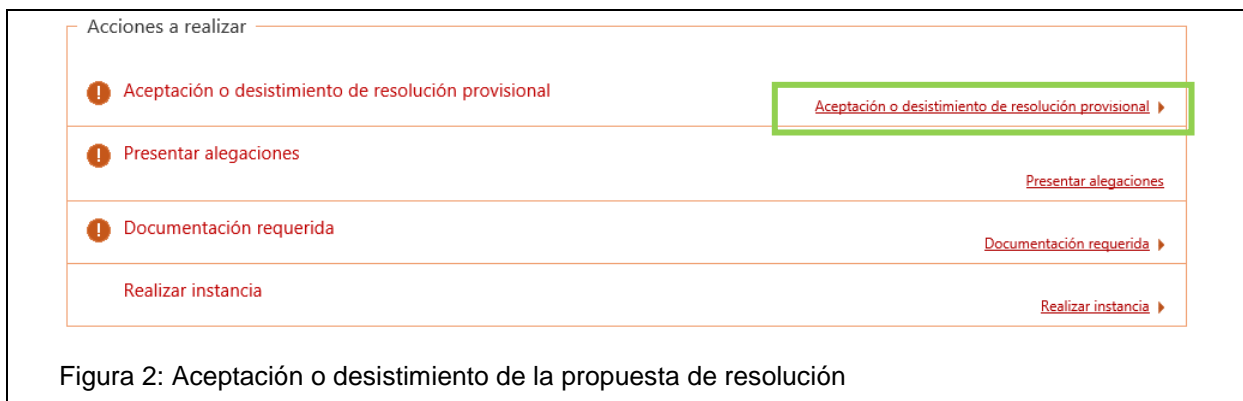 Acciones a realizar
Aceptación o desistimiento de resolución provisional
Aceptación o desistimiento de resolución provisional
Presentar alegaciones
Presentar alegaciones
Documentación requerida
Documentación requerida
Realizar instancia
Realizar instancia
Figura 2: Aceptación o desistimiento de la propuesta de resolución